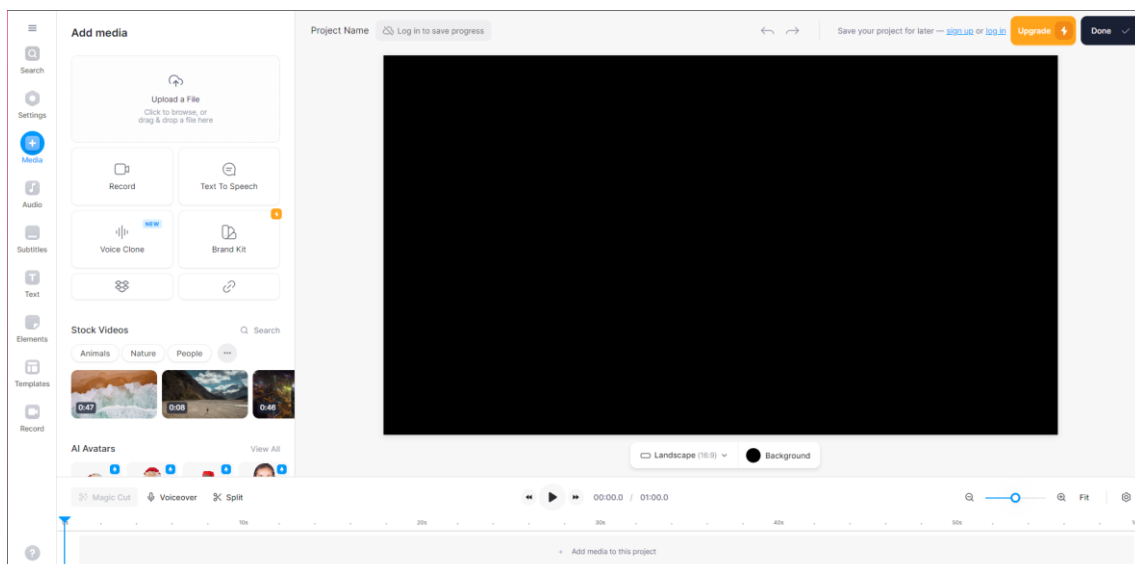 Search
Settings
Media
Audio
Subtitles
Text
Elements
Templates
Record
Add media
Upload a File
Click to browse, or
drag & drop a file here
Record
Text To Speech
NEW
Voice Clone
Brand Kit
Stock Videos
Search
Animals
Nature
People
0:47
0:08
0:46
AI Avatars
View All
Project Name
Log in to save progress
Save your project for later — sign up or log in
Upgrade
Done
Landscape (16:9)
Background
Magic Cut
Voiceover
Split
00:00.0 / 01:00.0
Fit
10s
20s
30s
40s
50s
+ Add media to this project